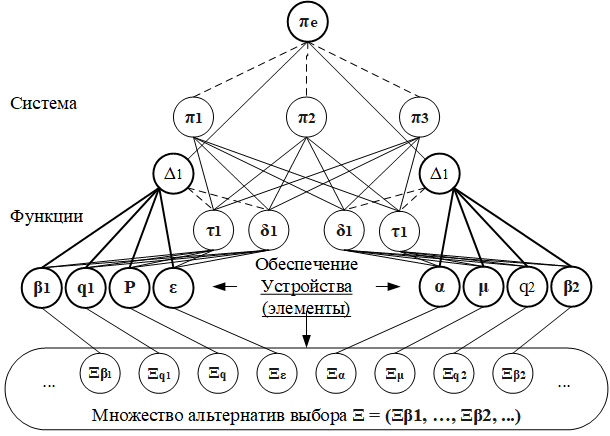 πe
Система
π1 π2 π3
Δ1 Δ1
Функции
τ1 δ1 δ1 τ1
Обеспечение
β1 q1 P ε Устройства α μ q2 β2
(элементы)
... Ξβ1 Ξq1 Ξq Ξε Ξα Ξμ Ξq2 Ξβ2 ...
Множество альтернатив выбора Ξ = (Ξβ1, …, Ξβ2, ...)